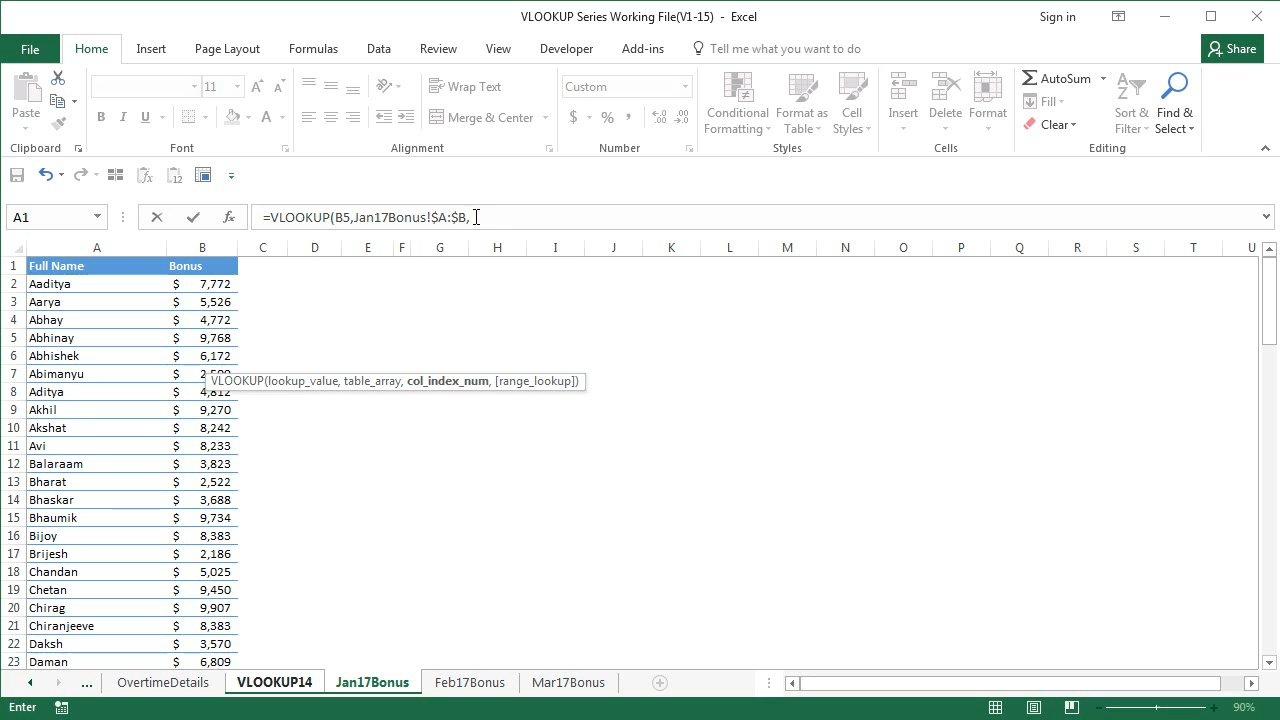 VLOOKUP Series Working File(V1-15) - Excel
Sign in
File Home Insert Page Layout Formulas Data Review View Developer Add-ins Tell me what you want to do Share
Paste
11
B I U
Wrap Text
Merge & Center
Custom
$ % ,
Conditional Formatting
Format as Table
Cell Styles
Insert Delete Format
AutoSum
Fill
Clear
Sort & Filter
Find & Select
Clipboard Font Alignment Number Styles Cells Editing
A1 =VLOOKUP(B5,Jan17Bonus!$A:$B,
A B C D E F G H I J K L M N O P Q R S T U
1 Full Name Bonus
2 Aaditya $ 7,772
3 Aarya $ 5,526
4 Abhay $ 4,772
5 Abhinay $ 9,768
6 Abhishek $ 6,172
7 Abimanyu $
VLOOKUP(lookup_value, table_array, col_index_num, [range_lookup])
8 Aditya $ 4,812
9 Akhil $ 9,270
10 Akshat $ 8,242
11 Avi $ 8,233
12 Balaraam $ 3,823
13 Bharat $ 2,522
14 Bhaskar $ 3,688
15 Bhaumik $ 9,734
16 Bijoy $ 8,383
17 Brijesh $ 2,186
18 Chandan $ 5,025
19 Chetan $ 9,450
20 Chirag $ 9,907
21 Chiranjeeve $ 8,383
22 Daksh $ 3,570
23 Daman $ 6,809
... OvertimeDetails VLOOKUP14 Jan17Bonus Feb17Bonus Mar17Bonus
Enter
90%